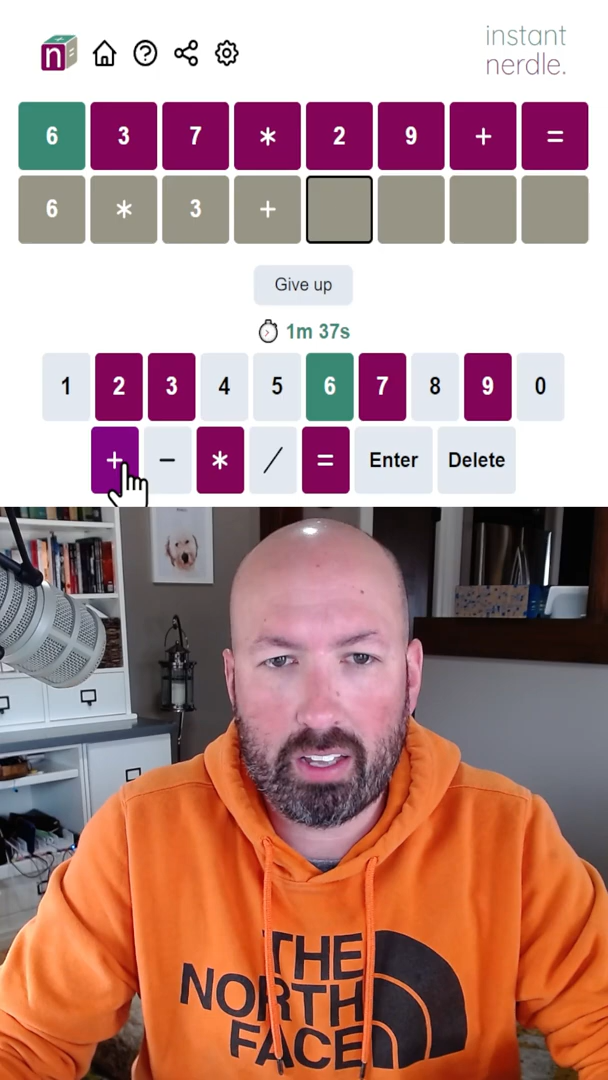 n =
?
instant
nerdle.
6 3 7 * 2 9 + =
6 * 3 +
Give up
1m 37s
1 2 3 4 5 6 7 8 9 0
+ - * / = Enter Delete
THE
NORTH
FACE